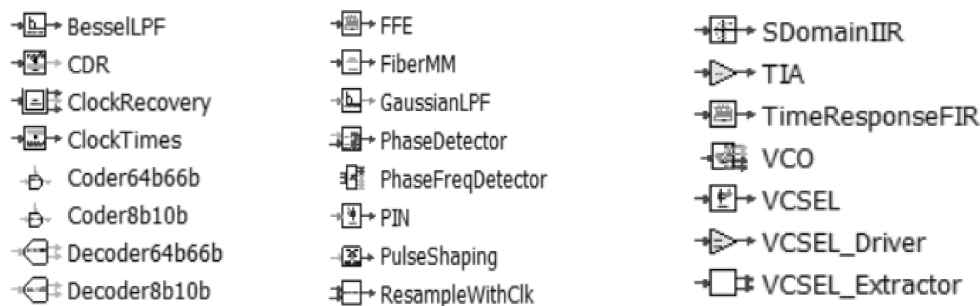 BesselLPF
CDR
ClockRecovery
ClockTimes
Coder64b66b
Coder8b10b
Decoder64b66b
Decoder8b10b
FFE
FiberMM
GaussianLPF
PhaseDetector
PhaseFreqDetector
PIN
PulseShaping
ResampleWithClk
SDomainIIR
TIA
TimeResponseFIR
VCO
VCSEL
VCSEL_Driver
VCSEL_Extractor